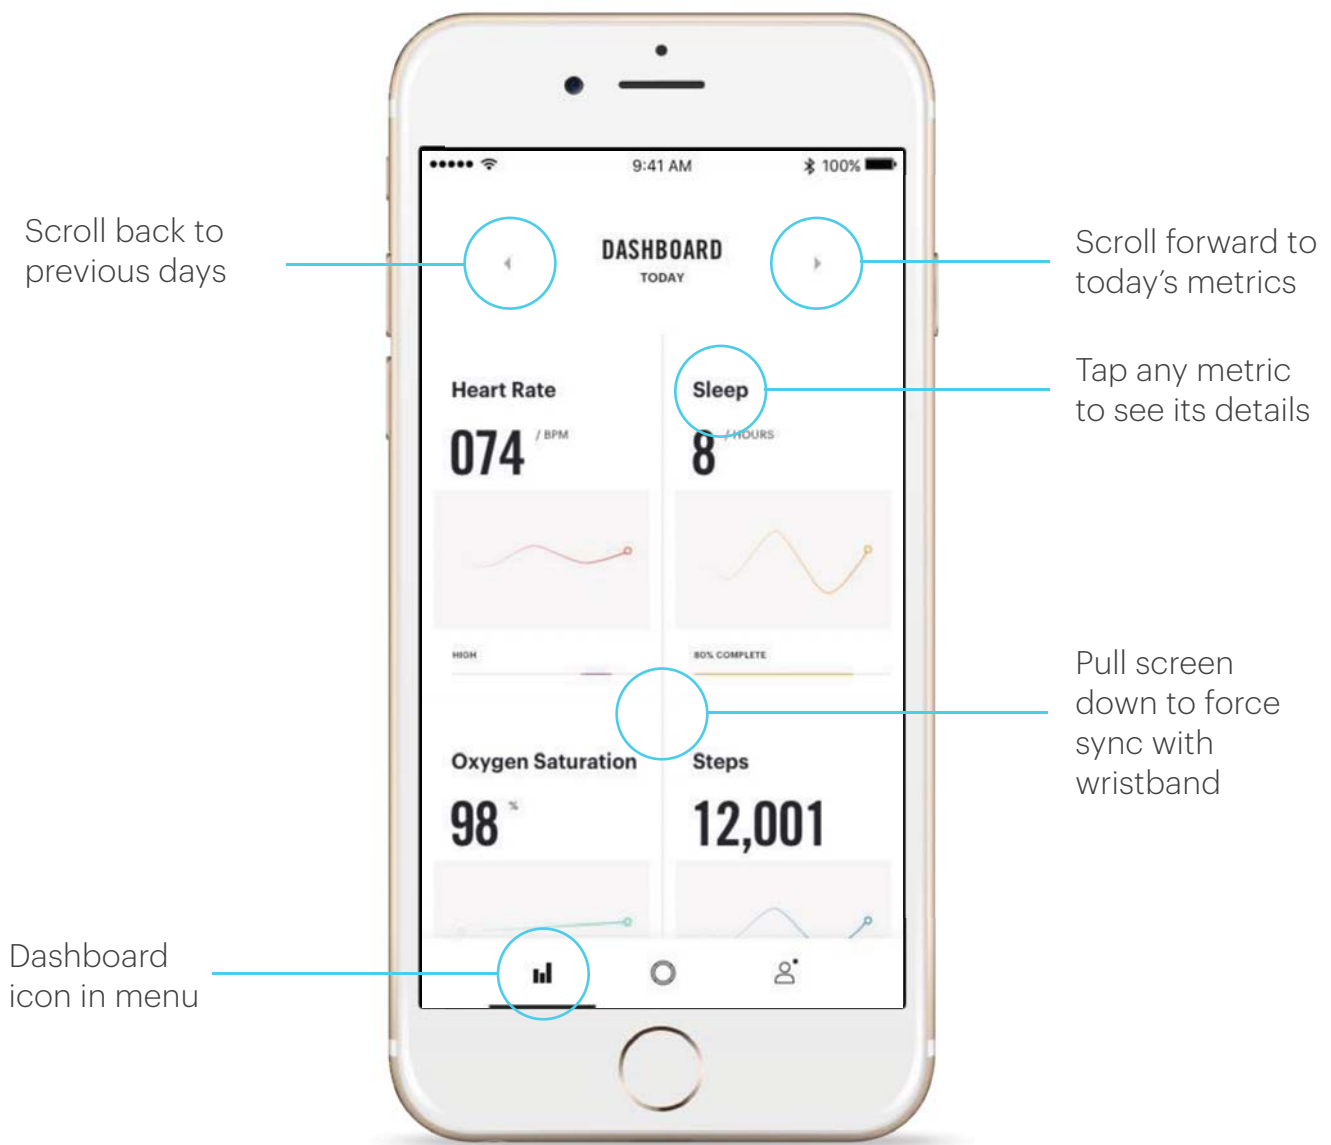 9:41 AM
100%
Scroll back to
previous days
DASHBOARD
TODAY
Scroll forward to
today's metrics
Tap any metric
to see its details
Heart Rate
074 / BPM
Sleep
8 / HOURS
HIGH
80% COMPLETE
Pull screen
down to force
sync with
wristband
Oxygen Saturation
98 %
Steps
12,001
Dashboard
icon in menu